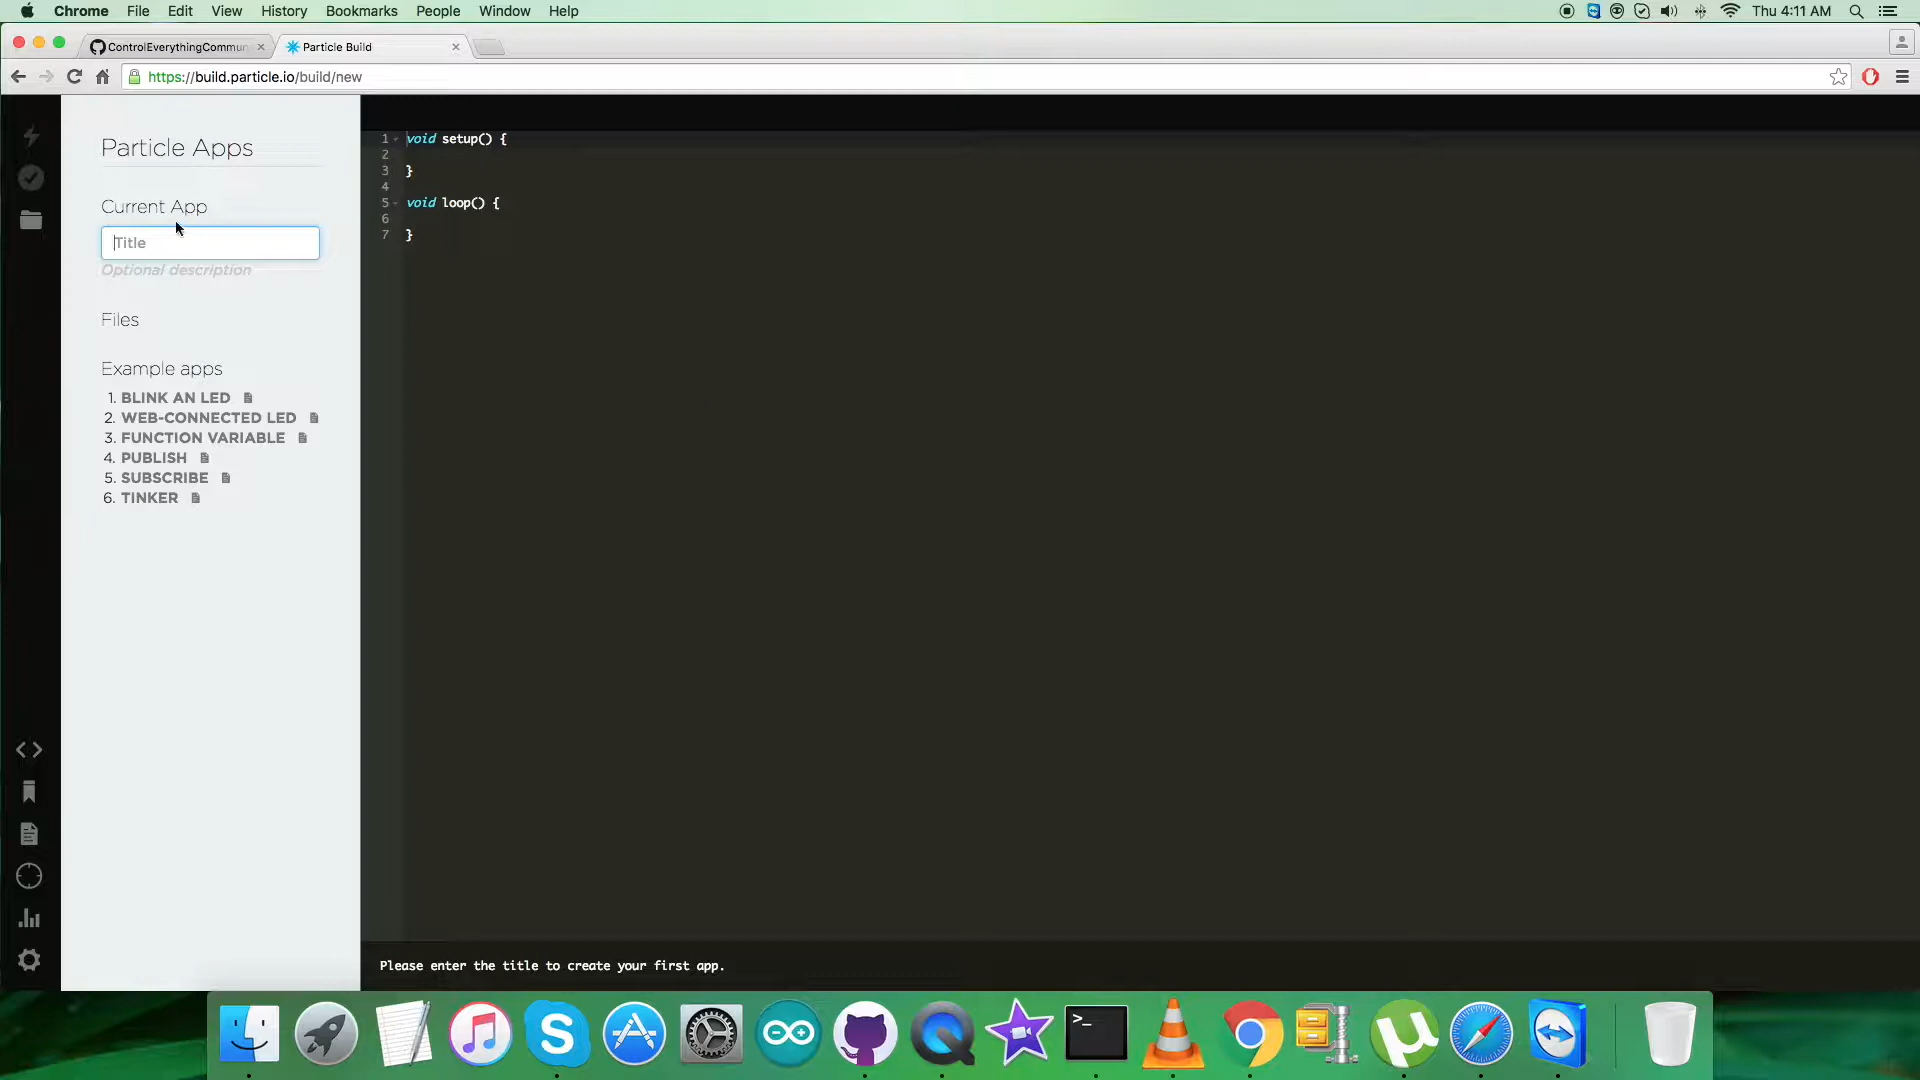 Chrome File Edit View History Bookmarks People Window Help Thu 4:11 AM
ControlEverythingCommun Particle Build
https://build.particle.io/build/new
Particle Apps
Current App
Title
Optional description
Files
Example apps
1. BLINK AN LED
2. WEB-CONNECTED LED
3. FUNCTION VARIABLE
4. PUBLISH
5. SUBSCRIBE
6. TINKER
1 void setup() {
2
3 }
4
5 void loop() {
6
7 }
Please enter the title to create your first app.